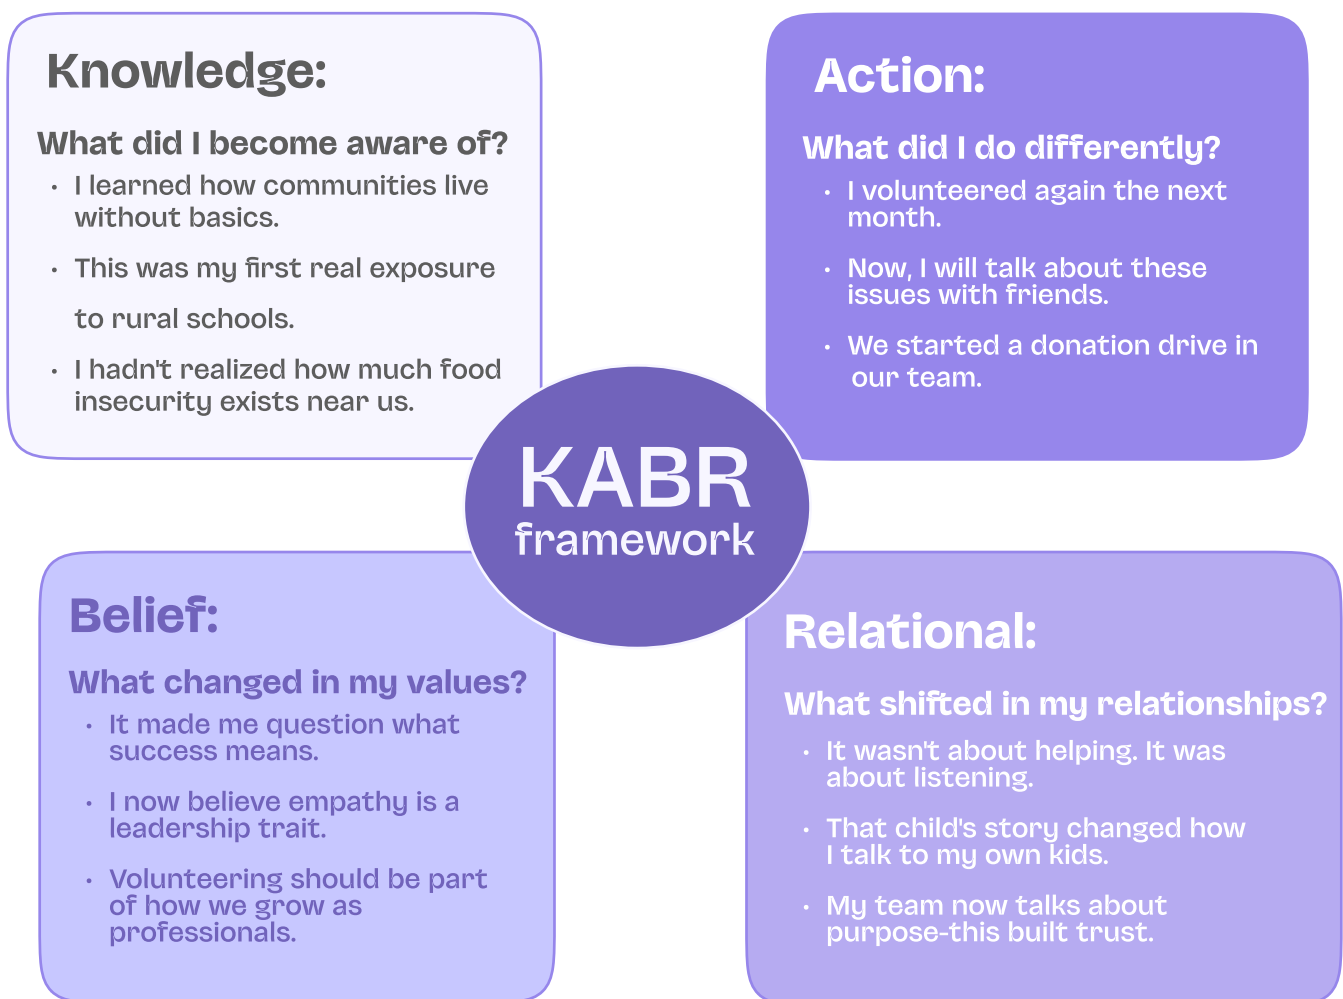 Knowledge:
What did I become aware of?
• I learned how communities live
without basics.
• This was my first real exposure
to rural schools.
• I hadn't realized how much food
insecurity exists near us.
Action:
What did I do differently?
• I volunteered again the next
month.
• Now, I will talk about these
issues with friends.
• We started a donation drive in
our team.
KABR
framework
Belief:
What changed in my values?
• It made me question what
success means.
• I now believe empathy is a
leadership trait.
• Volunteering should be part
of how we grow as
professionals.
Relational:
What shifted in my relationships?
• It wasn't about helping. It was
about listening.
• That child's story changed how
I talk to my own kids.
• My team now talks about
purpose-this built trust.